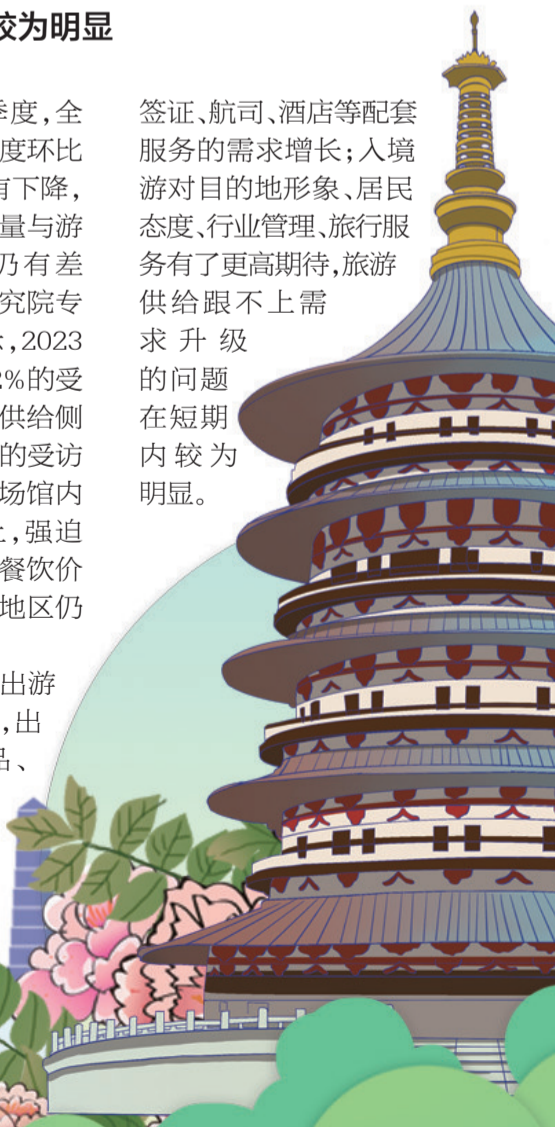 较为明显
季度,全
度环比
有下降,
量与游
仍有差
究院专
,2023
2%的受
供给侧
的受访
场馆内
,强迫
餐饮价
地区仍
出游
,出
品、
签证、航司、酒店等配套
服务的需求增长;入境
游对目的地形象、居民
态度、行业管理、旅行服
务有了更高期待,旅游
供给跟不上需
求升级
的问题
在短期
内较为
明显。